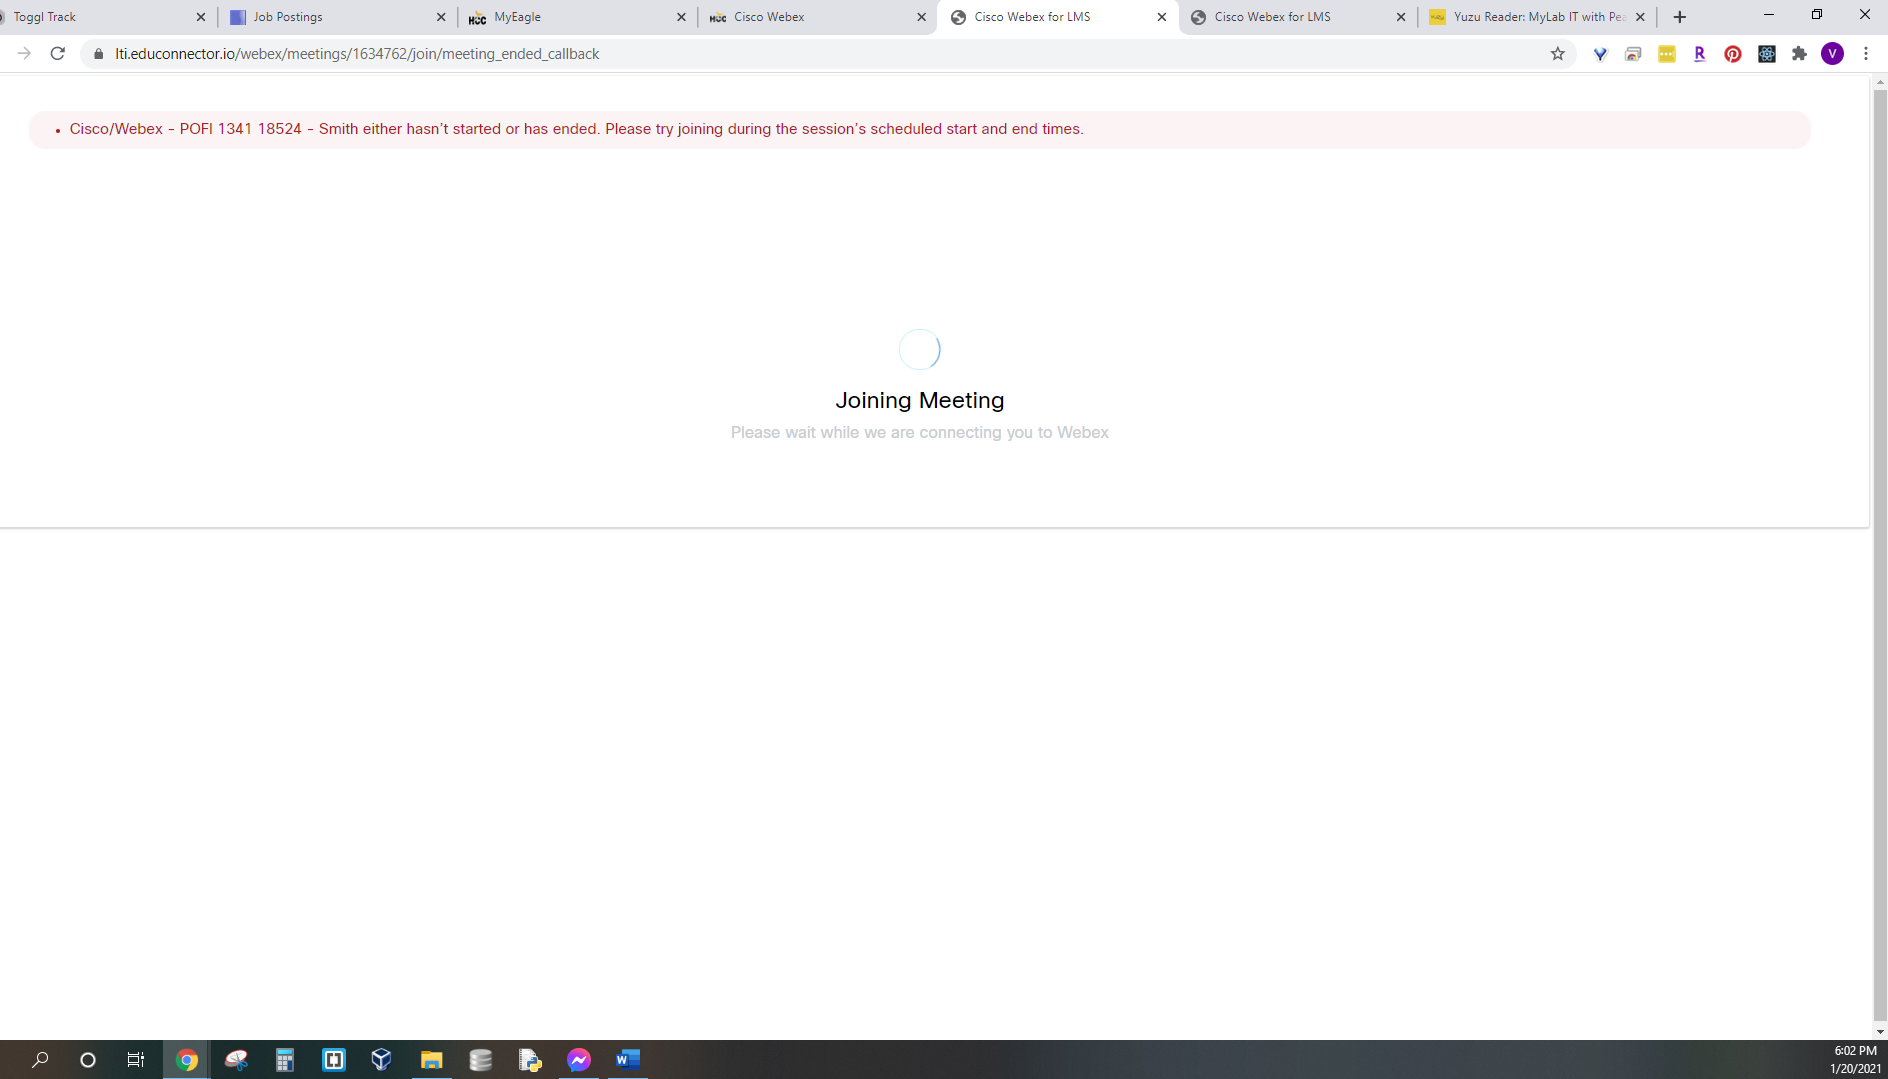 Toggl Track
Job Postings
HCC MyEagle
HCC Cisco Webex
Cisco Webex for LMS
Cisco Webex for LMS
Yuzu Reader: MyLab IT with Pea
lti.educonnector.io/webex/meetings/1634762/join/meeting_ended_callback
R
V
• Cisco/Webex - POFI 1341 18524 - Smith either hasn't started or has ended. Please try joining during the session's scheduled start and end times.
Joining Meeting
Please wait while we are connecting you to Webex
W
6:02 PM
1/20/2021